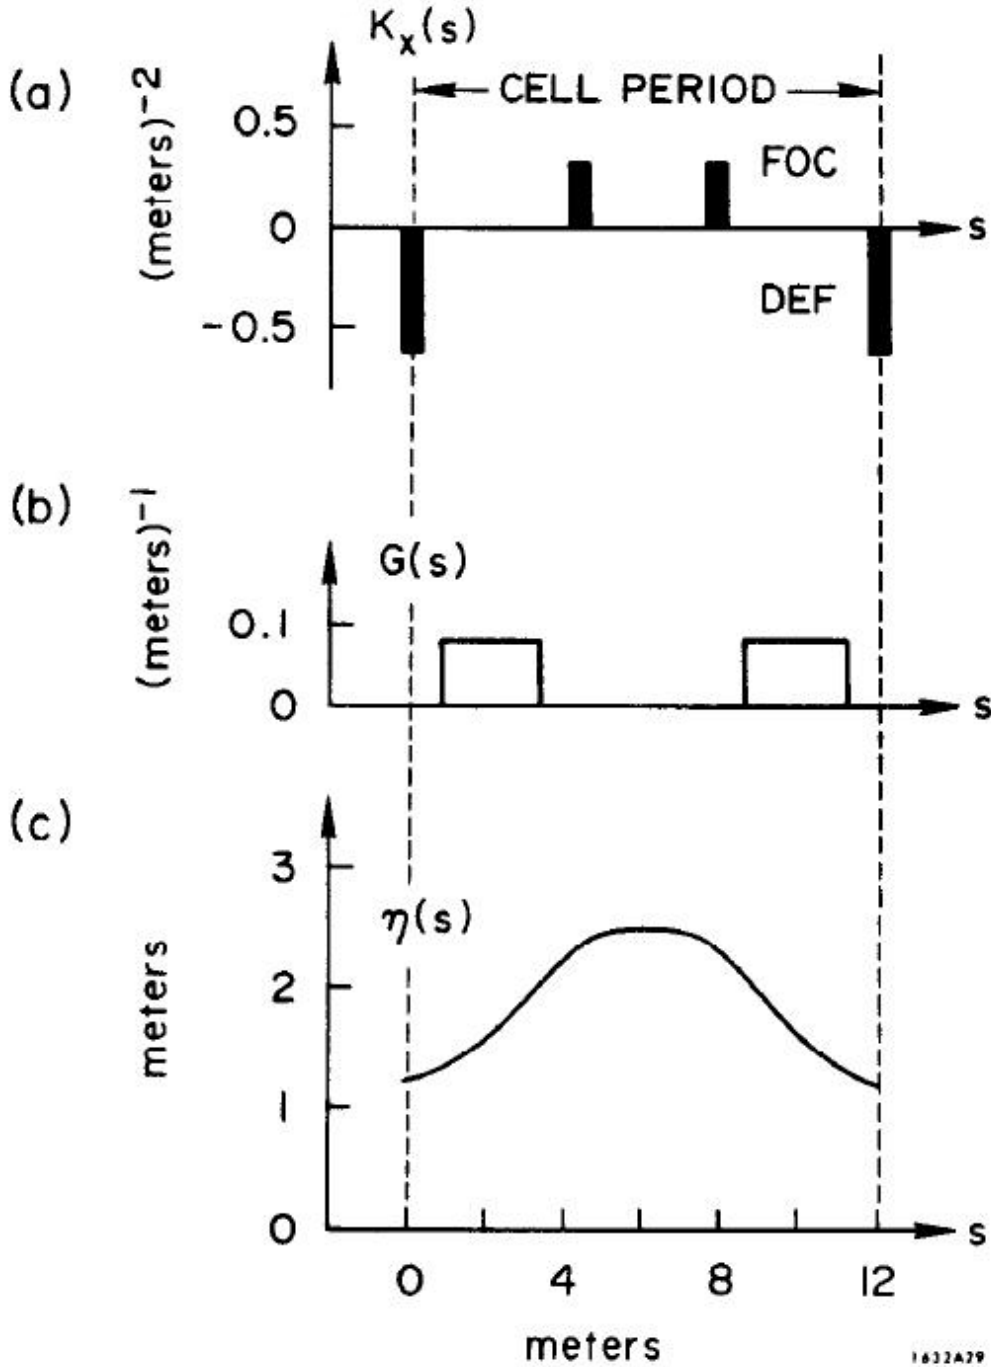 (a)
K_x(s)
(meters)^-2
CELL PERIOD
0.5
FOC
0
s
DEF
-0.5
(b)
(meters)^-1
G(s)
0.1
0
s
(c)
3
η(s)
meters
2
1
0
s
0 4 8 12
meters
1632A29